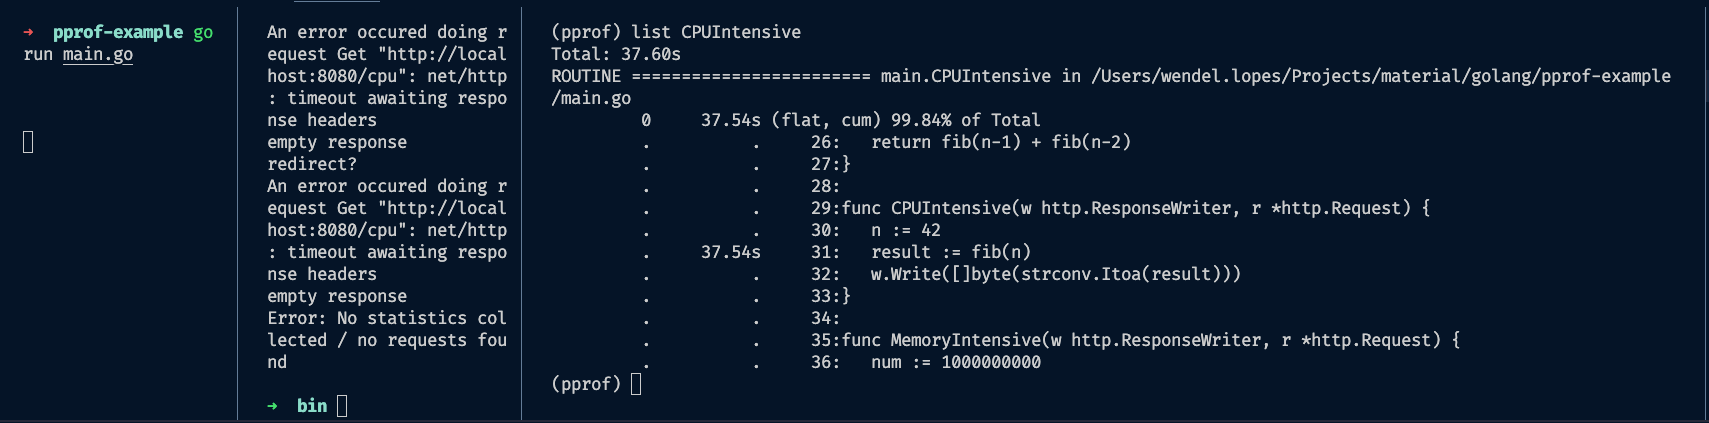 → pprof-example go
run main.go
An error occured doing r
equest Get "http://local
host:8080/cpu": net/http
: timeout awaiting respo
nse headers
empty response
redirect?
An error occured doing r
equest Get "http://local
host:8080/cpu": net/http
: timeout awaiting respo
nse headers
empty response
Error: No statistics col
lected / no requests fou
nd
→ bin
(pprof) list CPUIntensive
Total: 37.60s
ROUTINE ======================== main.CPUIntensive in /Users/wendel.lopes/Projects/material/golang/pprof-example
/main.go
0 37.54s (flat, cum) 99.84% of Total
. . 26: return fib(n-1) + fib(n-2)
. . 27:}
. . 28:
. . 29:func CPUIntensive(w http.ResponseWriter, r *http.Request) {
. . 30: n := 42
. 37.54s 31: result := fib(n)
. . 32: w.Write([]byte(strconv.Itoa(result)))
. . 33:}
. . 34:
. . 35:func MemoryIntensive(w http.ResponseWriter, r *http.Request) {
. . 36: num := 1000000000
(pprof)